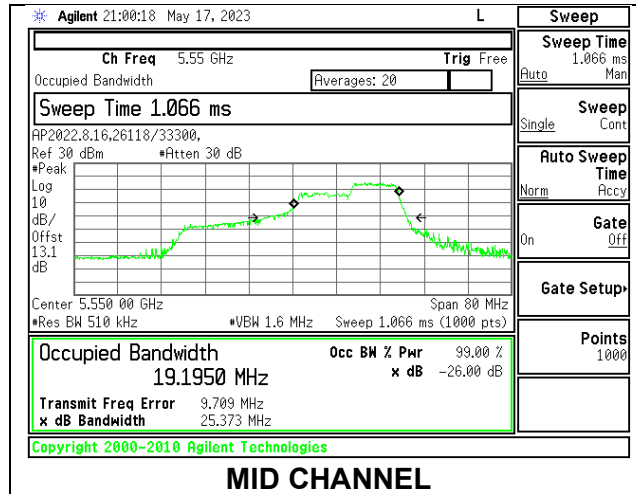 Agilent 21:00:18 May 17, 2023 L
Sweep
Ch Freq 5.55 GHz Trig Free
Occupied Bandwidth Averages: 20
Sweep Time 1.066 ms
AP2022.8.16,26118/33300,
Ref 30 dBm #Atten 30 dB
#Peak
Log
10
dB/
Offst
13.1
dB
Center 5.550 00 GHz Span 80 MHz
#Res BW 510 kHz #VBW 1.6 MHz Sweep 1.066 ms (1000 pts)
Occupied Bandwidth Occ BW % Pwr 99.00 %
19.1950 MHz x dB -26.00 dB
Transmit Freq Error 9.709 MHz
x dB Bandwidth 25.373 MHz
Copyright 2000-2010 Agilent Technologies
Sweep Time
1.066 ms
Auto Man
Sweep
Single Cont
Auto Sweep
Time
Norm Accy
Gate
On Off
Gate Setup
Points
1000
MID CHANNEL